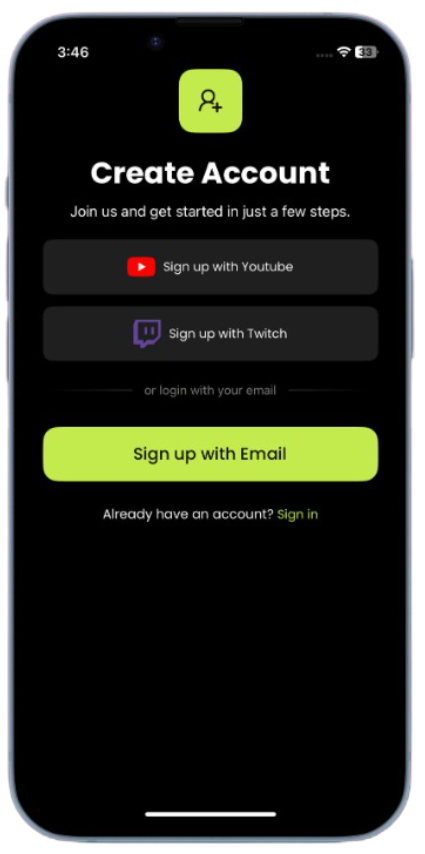 3:46
33
Create Account
Join us and get started in just a few steps.
Sign up with Youtube
Sign up with Twitch
or login with your email
Sign up with Email
Already have an account? Sign in